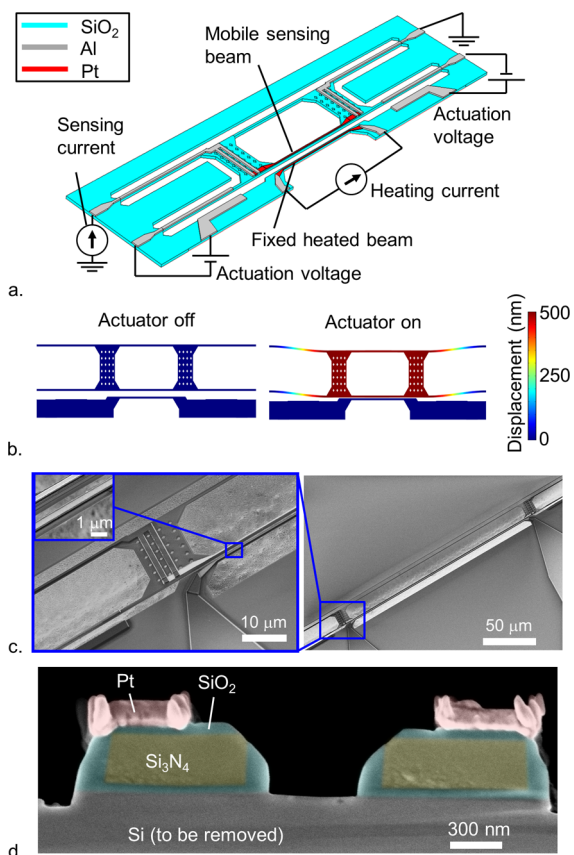 SiO2
Al
Pt
Mobile sensing
beam
Sensing
current
Actuation
voltage
Heating current
Fixed heated beam
Actuation voltage
a.
Actuator off
Actuator on
Displacement (nm)
500
250
0
b.
1 μm
10 μm
50 μm
c.
Pt
SiO2
Si3N4
Si (to be removed)
300 nm
d.